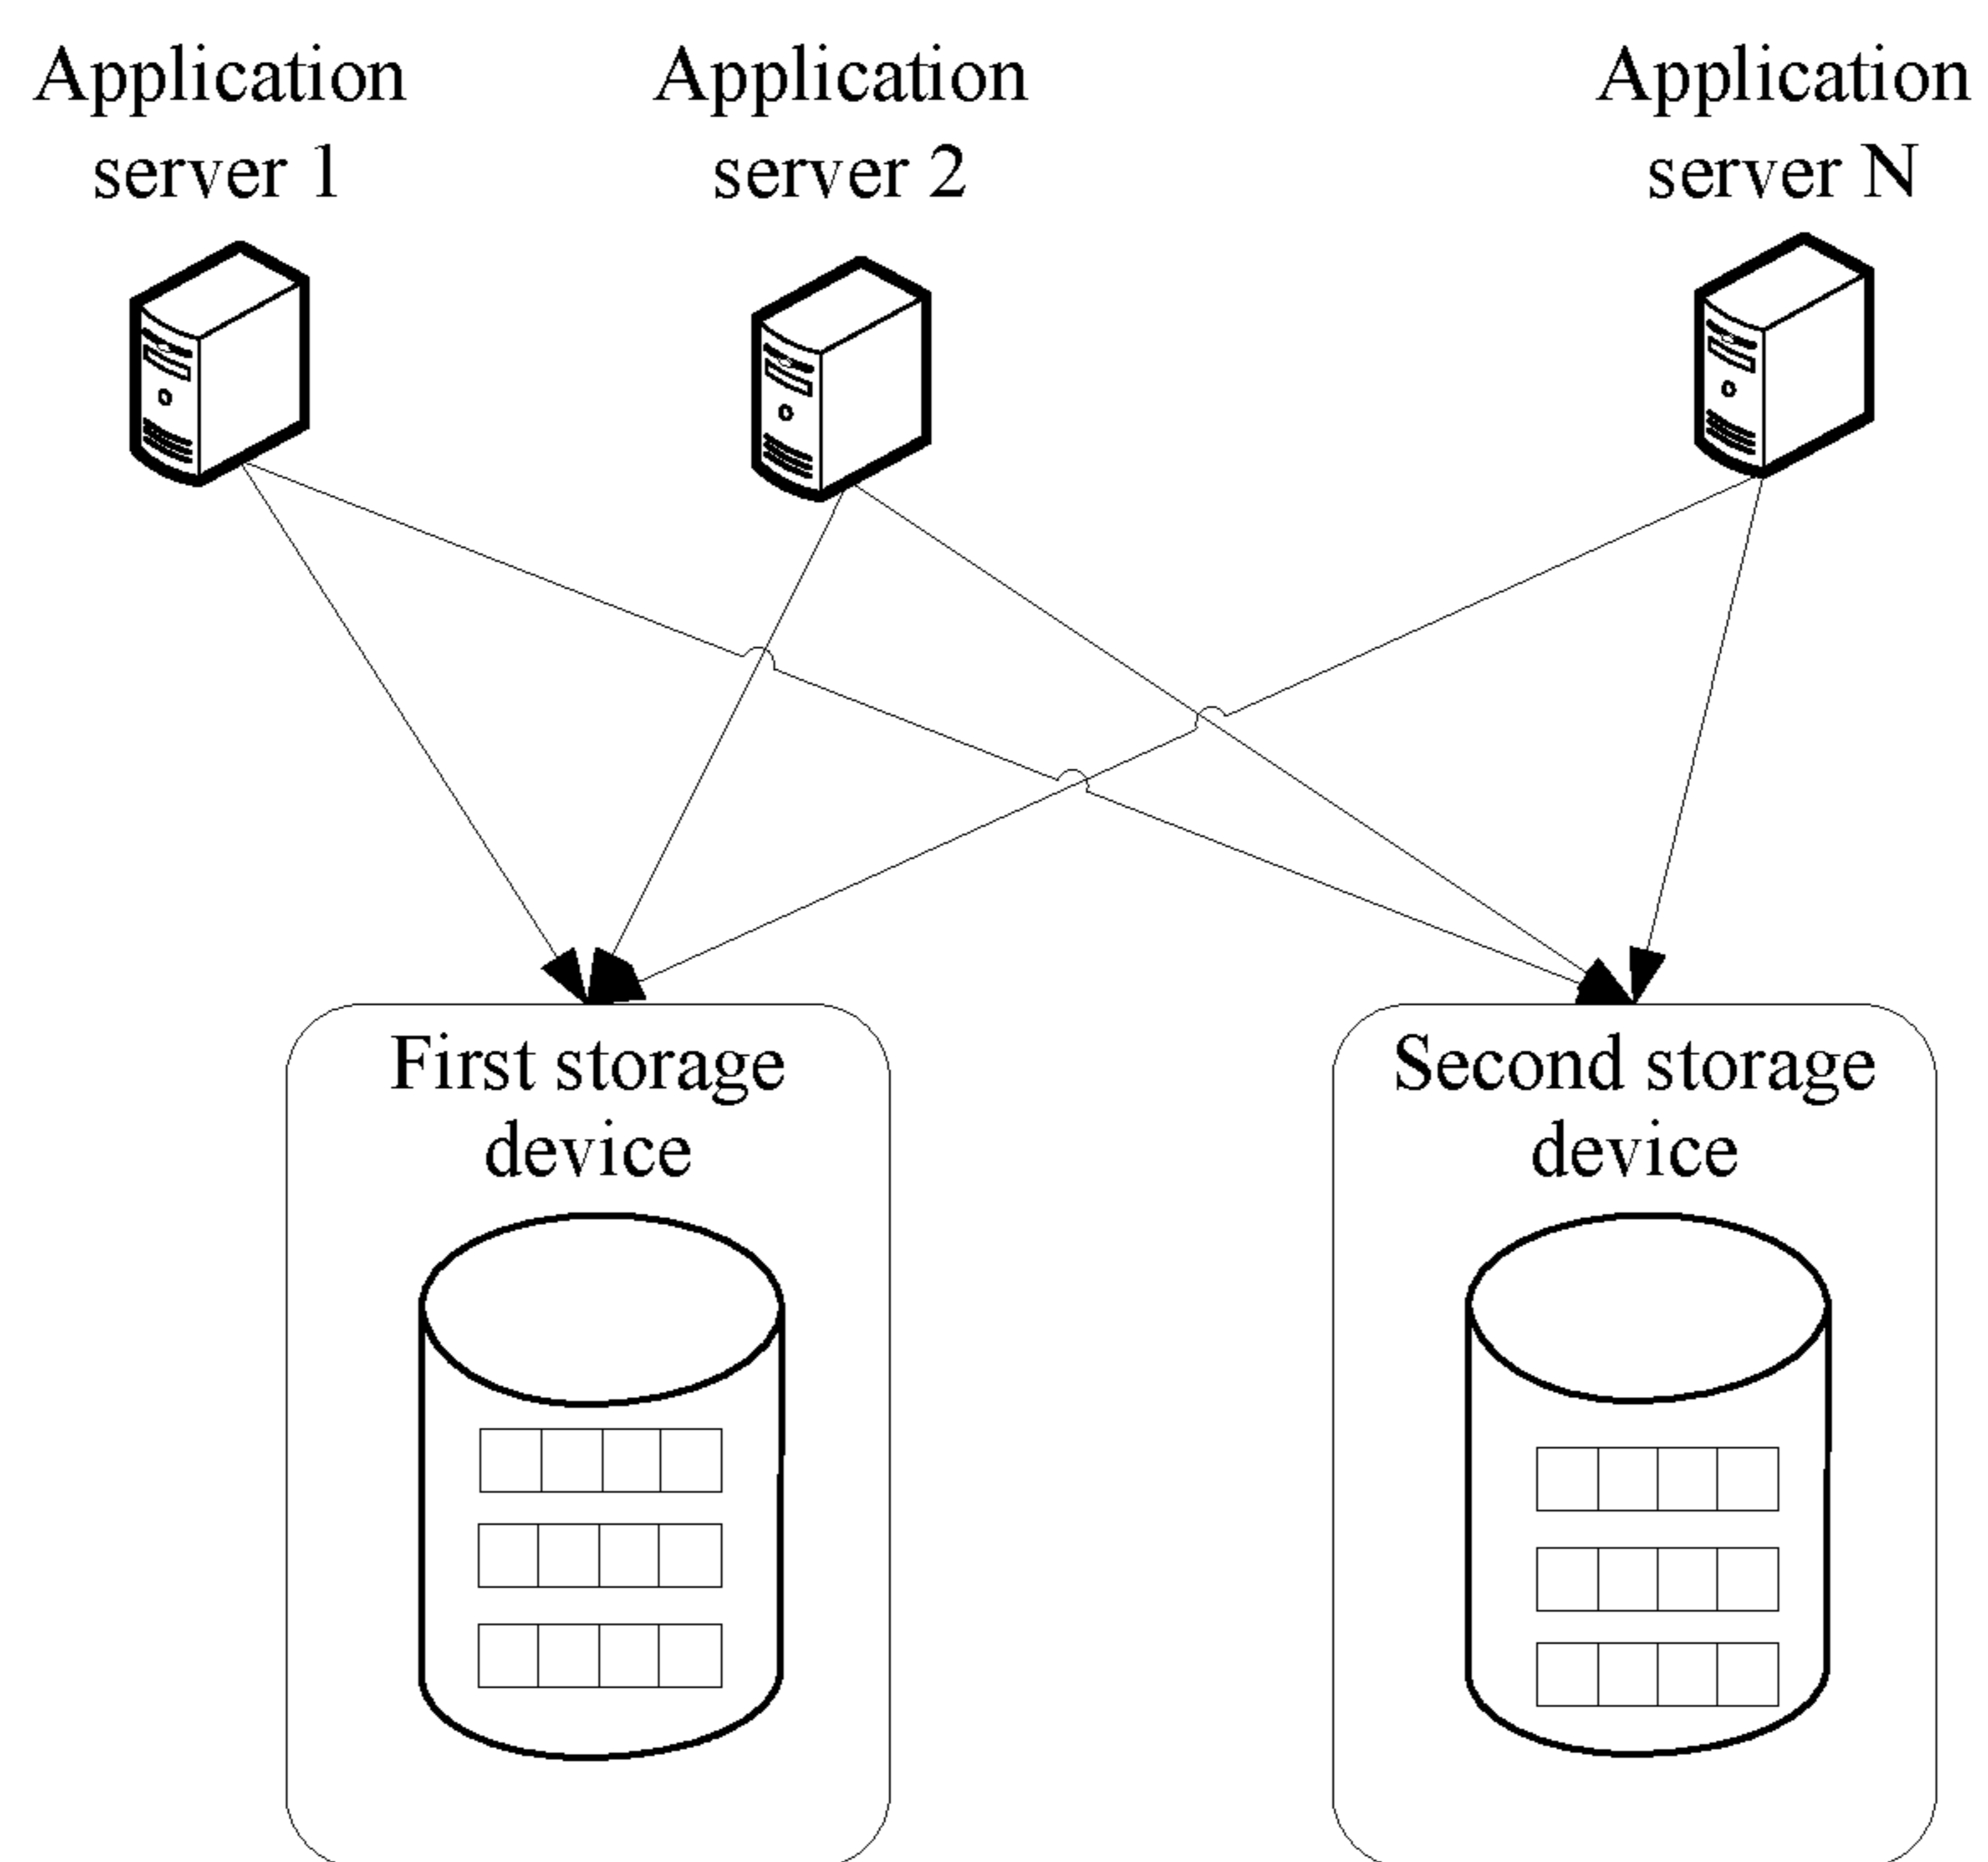 Application
server 1
Application
server 2
Application
server N
First storage
device
Second storage
device